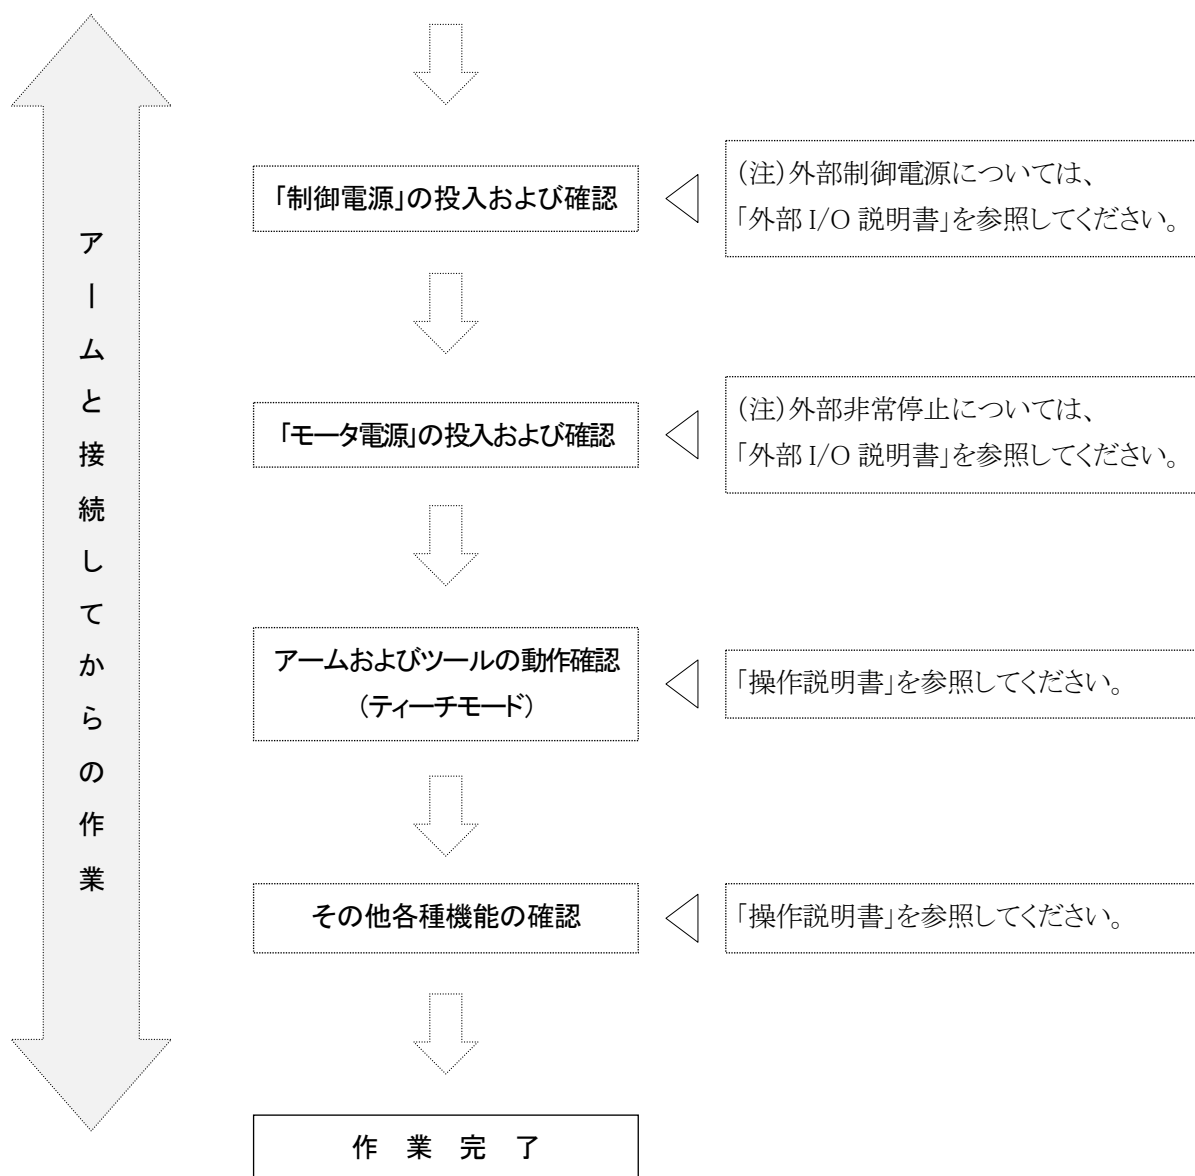 アームと接続してからの作業
「制御電源」の投入および確認
(注)外部制御電源については、
「外部 I/O 説明書」を参照してください。
「モータ電源」の投入および確認
(注)外部非常停止については、
「外部 I/O 説明書」を参照してください。
アームおよびツールの動作確認
(ティーチモード)
「操作説明書」を参照してください。
その他各種機能の確認
「操作説明書」を参照してください。
作 業 完 了